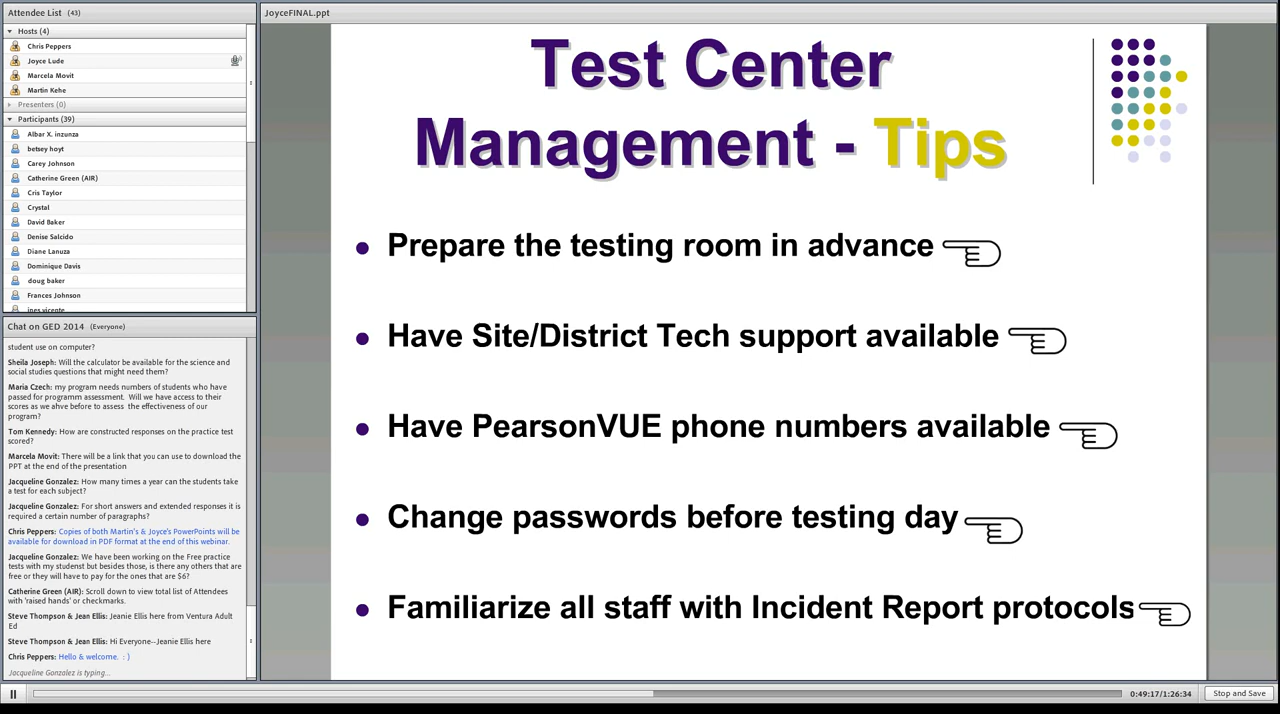 Attendee List (43)
Hosts (4)
Chris Peppers
Joyce Lude
Marcela Movit
Martin Kehe
Presenters (0)
Participants (39)
Albar X. inzunza
betsey hoyt
Carey Johnson
Catherine Green (AIR)
Cris Taylor
Crystal
David Baker
Denise Salcido
Diane Lanuza
Dominique Davis
doug baker
Frances Johnson
ines vicente
Chat on GED 2014 (Everyone)
student use on computer?
Sheila Joseph: Will the calculator be available for the science and
social studies questions that might need them?
Maria Czech: my program needs numbers of students who have
passed for programm assessment. Will we have access to their
scores as we ahve before to assess the effectiveness of our
program?
Tom Kennedy: How are constructed responses on the practice test
scored?
Marcela Movit: There will be a link that you can use to download the
PPT at the end of the presentation
Jacqueline Gonzalez: How many times a year can the students take
a test for each subject?
Jacqueline Gonzalez: For short answers and extended responses it is
required a certain number of paragraphs?
Chris Peppers: Copies of both Martin's & Joyce's PowerPoints will be
available for download in PDF format at the end of this webinar.
Jacqueline Gonzalez: We have been working on the Free practice
tests with my studenst but besides those, is there any others that are
free or they will have to pay for the ones that are $6?
Catherine Green (AIR): Scroll down to view total list of Attendees
with 'raised hands' or checkmarks.
Steve Thompson & Jean Ellis: Jeanie Ellis here from Ventura Adult
Ed
Steve Thompson & Jean Ellis: Hi Everyone--Jeanie Ellis here
Chris Peppers: Hello & welcome. : )
Jacqueline Gonzalez is typing...
JoyceFINAL.ppt
Test Center
Management - Tips
• Prepare the testing room in advance
• Have Site/District Tech support available
• Have PearsonVUE phone numbers available
• Change passwords before testing day
• Familiarize all staff with Incident Report protocols
0:49:17/1:26:34
Stop and Save